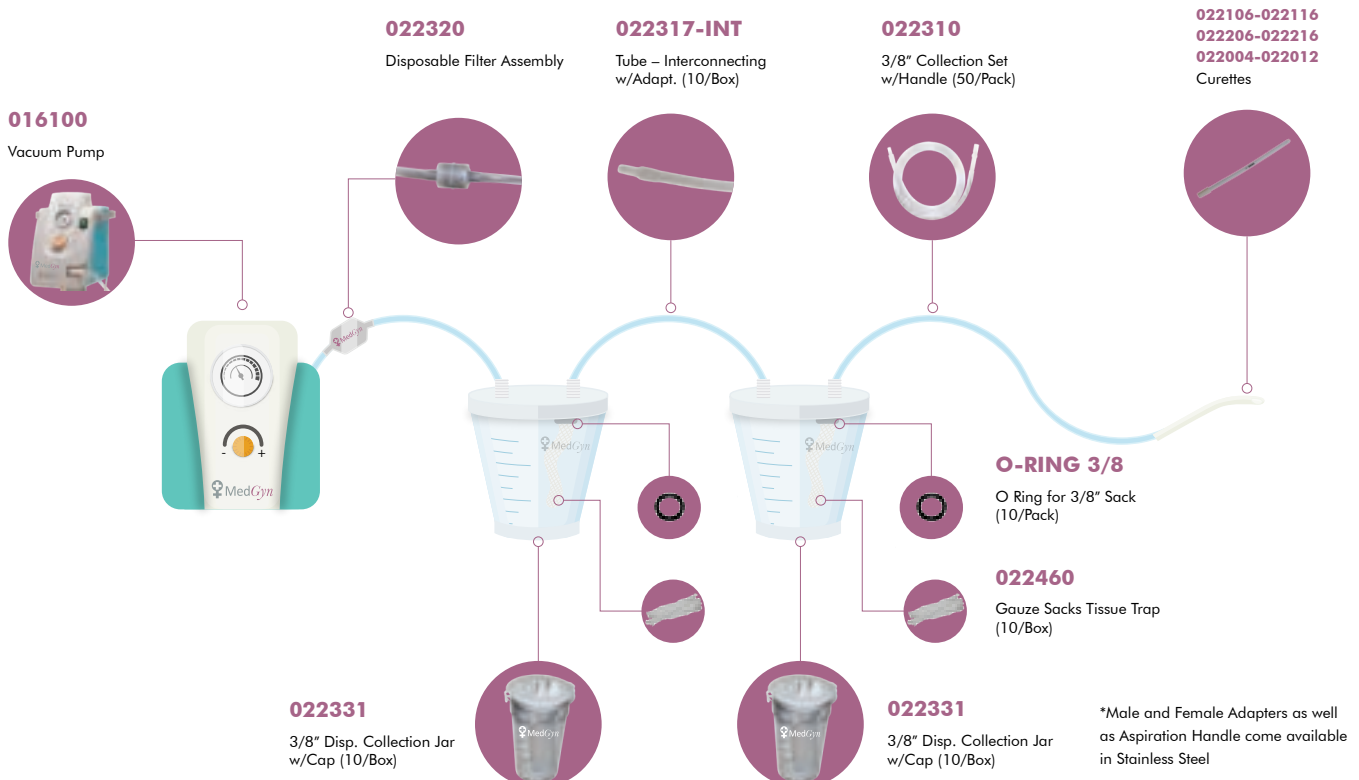 022320
Disposable Filter Assembly
022317-INT
Tube – Interconnecting
w/Adapt. (10/Box)
022310
3/8” Collection Set
w/Handle (50/Pack)
022106-022116
022206-022216
022004-022012
Curettes
016100
Vacuum Pump
MedGyn
- +
MedGyn
MedGyn
MedGyn
O-RING 3/8
O Ring for 3/8” Sack
(10/Pack)
022460
Gauze Sacks Tissue Trap
(10/Box)
022331
3/8” Disp. Collection Jar
w/Cap (10/Box)
MedGyn
022331
3/8” Disp. Collection Jar
w/Cap (10/Box)
MedGyn
*Male and Female Adapters as well
as Aspiration Handle come available
in Stainless Steel